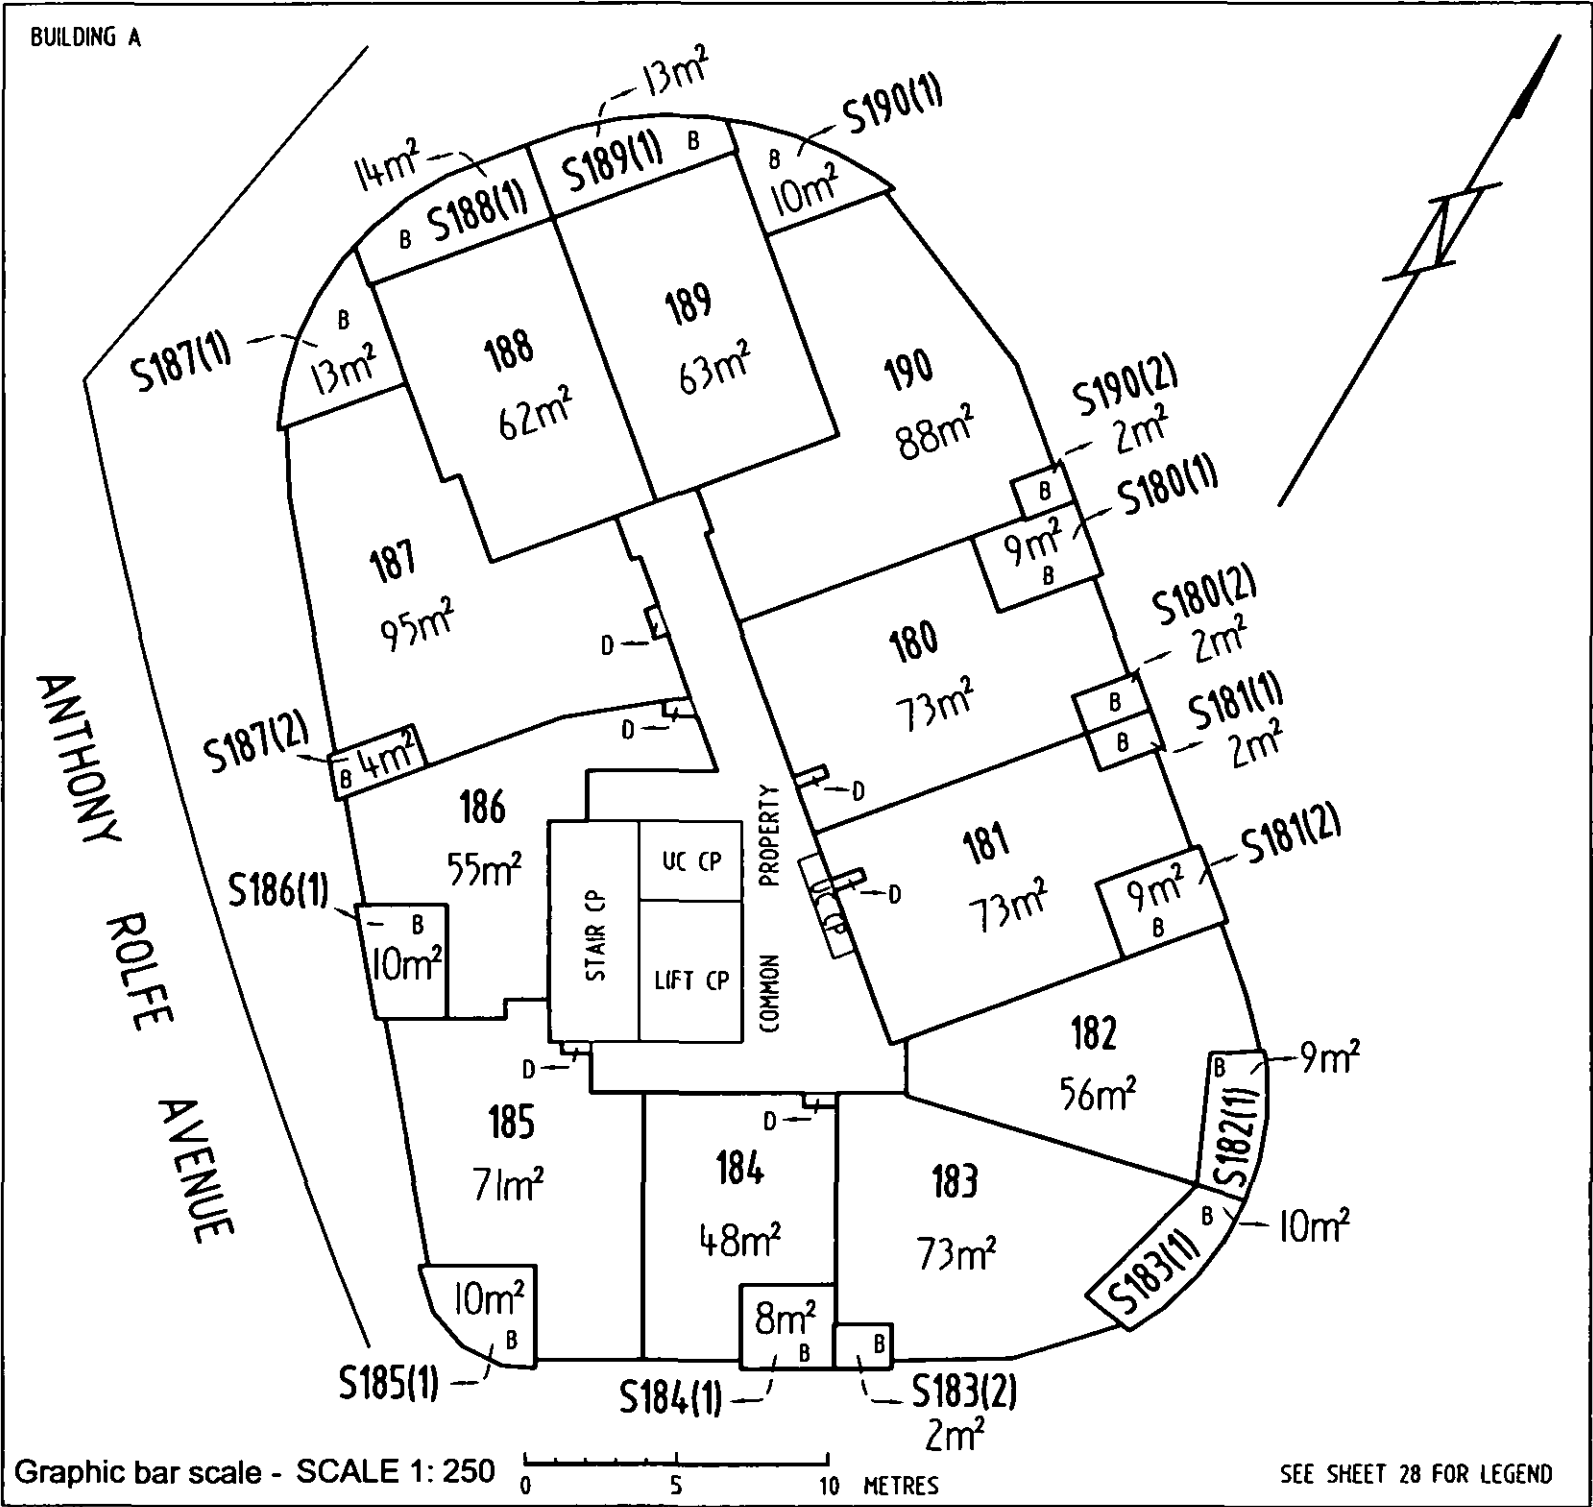 BUILDING A
13m²
S190(1)
14m²
S189(1)
B
B
10m²
S188(1)
B
B
S187(1)
13m²
189
63m²
188
62m²
190
88m²
S190(2)
2m²
B
S180(1)
9m²
B
187
95m²
D
180
73m²
S180(2)
2m²
B
S181(1)
2m²
B
S187(2)
4m²
B
D
D
186
55m²
UC CP
STAIR CP
LIFT CP
COMMON PROPERTY
UC CP
D
181
73m²
S181(2)
9m²
B
S186(1)
B
10m²
ANTHONY ROLFE AVENUE
182
56m²
B
9m²
S182(1)
D
185
71m²
D
184
48m²
183
73m²
B
10m²
S183(1)
10m²
B
S185(1)
8m²
B
S184(1)
B
S183(2)
2m²
Graphic bar scale - SCALE 1: 250
0 5 10 METRES
SEE SHEET 28 FOR LEGEND